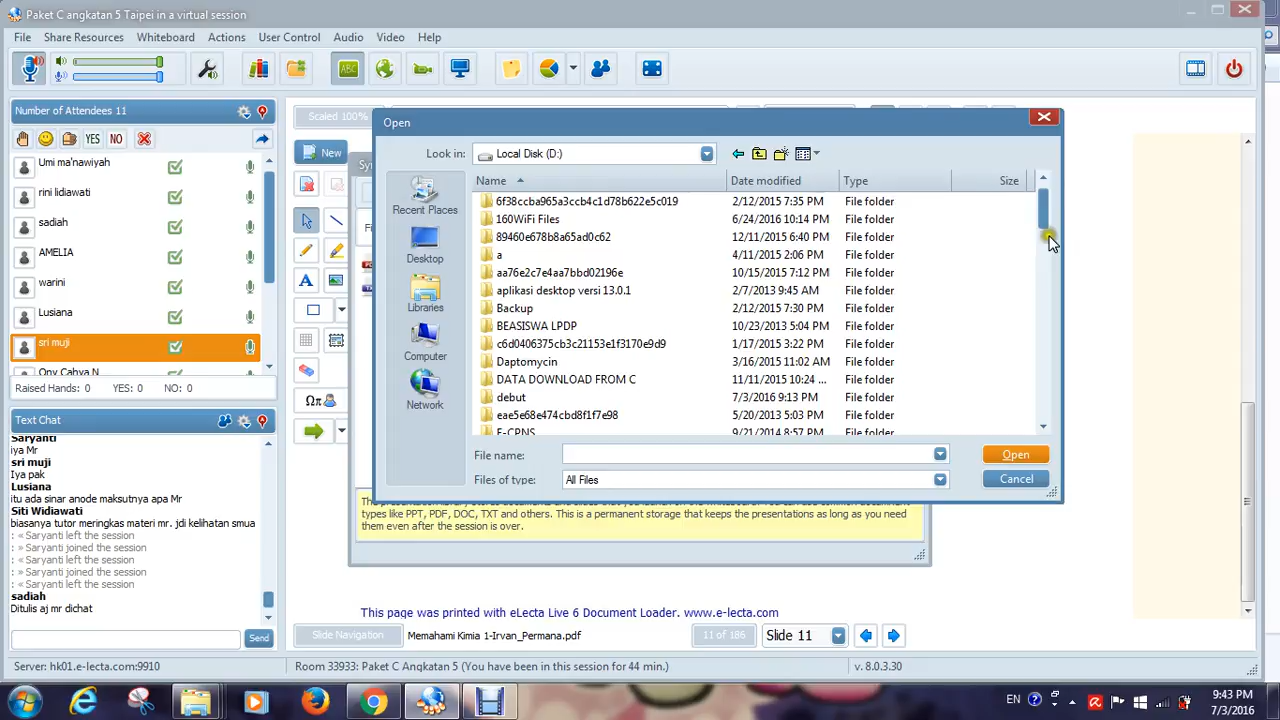 Paket C angkatan 5 Taipei in a virtual session
File Share Resources Whiteboard Actions User Control Audio Video Help
ABC
Number of Attendees 11
YES NO
Umi ma'nawiyah
rini lidiawati
sadiah
AMELIA
warini
Lusiana
sri muji
Ony Cahya N
Raised Hands: 0 YES: 0 NO: 0
Text Chat
Saryanti
iya Mr
sri muji
Iya pak
Lusiana
itu ada sinar anode maksutnya apa Mr
Siti Widiawati
biasanya tutor meringkas materi mr. jdi kelihatan smua
: « Saryanti left the session
: » Saryanti joined the session
: « Saryanti left the session
: » Saryanti joined the session
: « Saryanti left the session
sadiah
Ditulis aj mr dichat
Send
Scaled 100%
New
A
Ωπ
Open
Look in: Local Disk (D:)
Recent Places
Desktop
Libraries
Computer
Network
Name Date modified Type Size
6f38ccba965a3ccb4c1d78b622e5c019 2/12/2015 7:35 PM File folder
160WiFi Files 6/24/2016 10:14 PM File folder
89460e678b8a65ad0c62 12/11/2015 6:40 PM File folder
a 4/11/2015 2:06 PM File folder
aa76e2c7e4aa7bbd02196e 10/15/2015 7:12 PM File folder
aplikasi desktop versi 13.0.1 2/7/2013 9:45 AM File folder
Backup 2/12/2015 7:30 PM File folder
BEASISWA LPDP 10/23/2013 5:04 PM File folder
c6d0406375cb3c21153e1f3170e9d9 1/17/2015 3:22 PM File folder
Daptomycin 3/16/2015 11:02 AM File folder
DATA DOWNLOAD FROM C 11/11/2015 10:24 ... File folder
debut 7/3/2016 9:13 PM File folder
eae5e68e474cbd8f1f7e98 5/20/2013 5:03 PM File folder
E-CPNS 9/21/2014 8:57 PM File folder
File name: Open
Files of type: All Files Cancel
types like PPT, PDF, DOC, TXT and others. This is a permanent storage that keeps the presentations as long as you need
them even after the session is over.
This page was printed with eLecta Live 6 Document Loader. www.e-lecta.com
Slide Navigation Memahami Kimia 1-Irvan_Permana.pdf 11 of 186 Slide 11
Server: hk01.e-lecta.com:9910 Room 33933: Paket C Angkatan 5 (You have been in this session for 44 min.) v. 8.0.3.30
EN 9:43 PM
7/3/2016